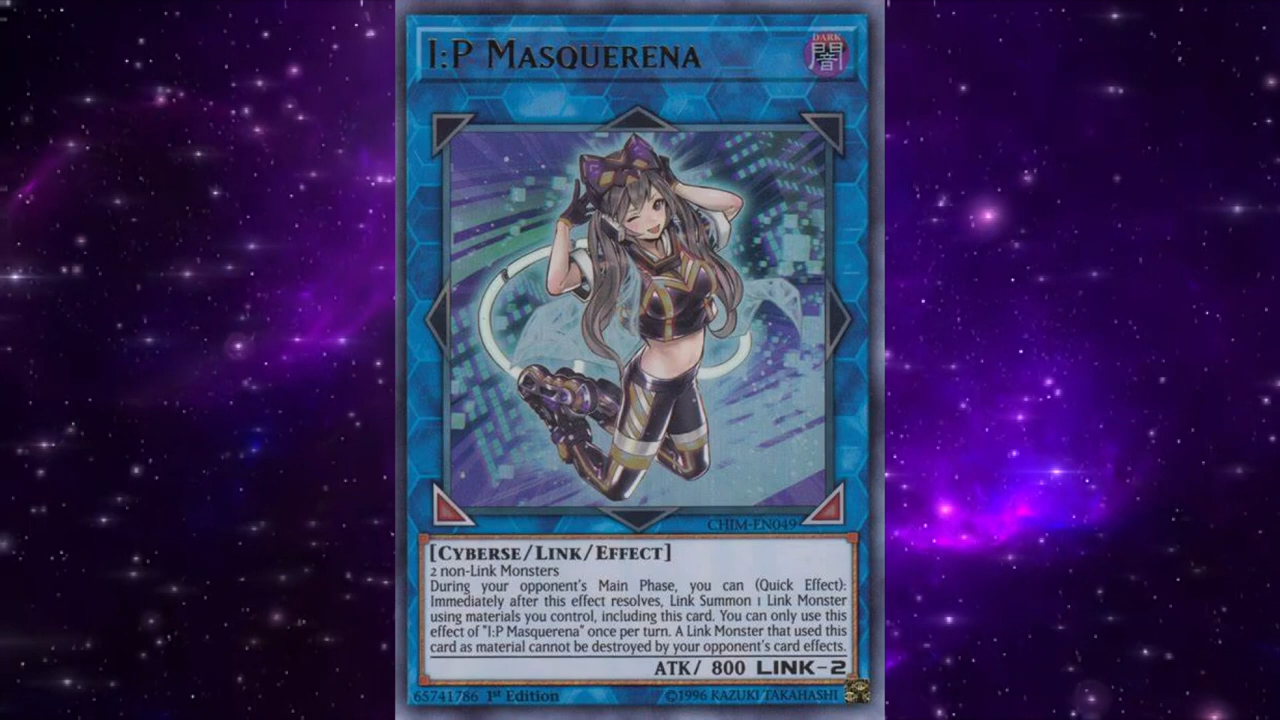 I:P MASQUERENA
DARK
闇
CHIM-EN049
[CYBERSE/LINK/EFFECT]
2 non-Link Monsters
During your opponent's Main Phase, you can (Quick Effect):
Immediately after this effect resolves, Link Summon 1 Link Monster
using materials you control, including this card. You can only use this
effect of "I:P Masquerena" once per turn. A Link Monster that used this
card as material cannot be destroyed by your opponent's card effects.
ATK/ 800 LINK-2
65741786 1st Edition ©1996 KAZUKI TAKAHASHI